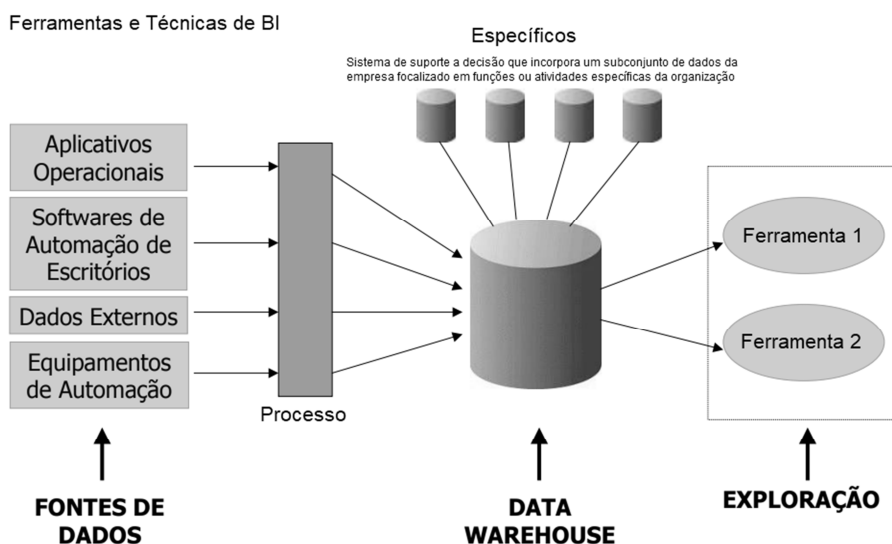 Ferramentas e Técnicas de BI
Específicos
Sistema de suporte a decisão que incorpora um subconjunto de dados da
empresa focalizado em funções ou atividades específicas da organização
Aplicativos
Operacionais
Softwares de
Automação de
Escritórios
Dados Externos
Equipamentos
de Automação
Processo
Ferramenta 1
Ferramenta 2
FONTES DE
DADOS
DATA
WAREHOUSE
EXPLORAÇÃO